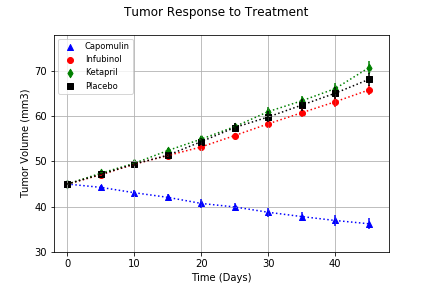 Tumor Response to Treatment
Capomulin
Infubinol
Ketapril
Placebo
Tumor Volume (mm3)
70
60
50
40
30
0
10
20
30
40
Time (Days)